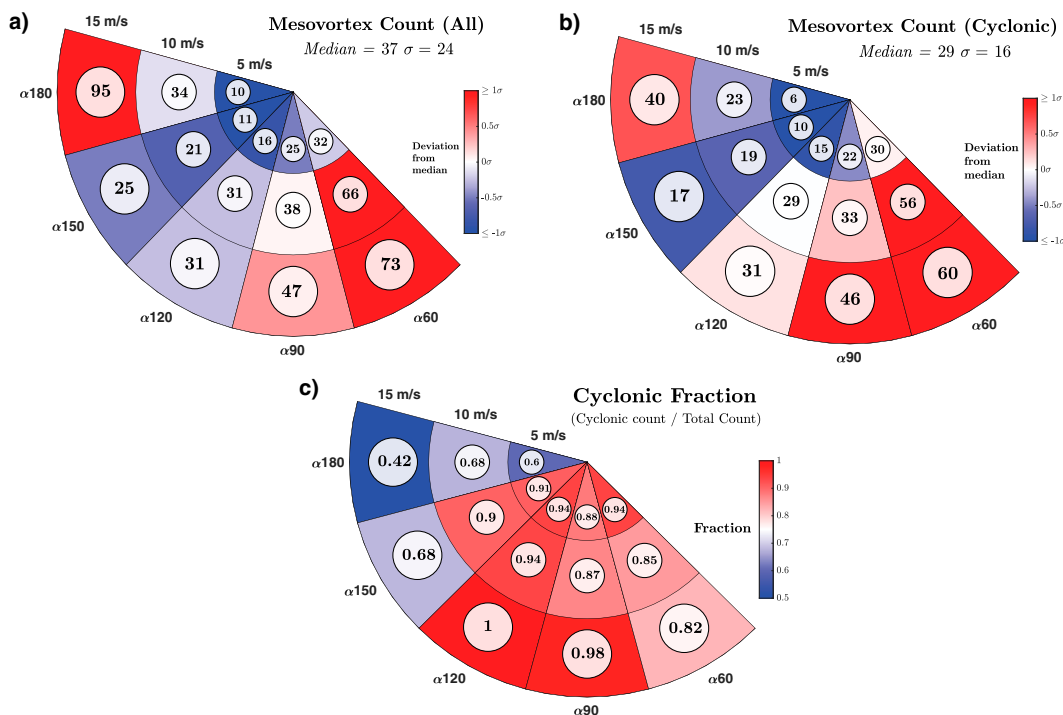 a)
Mesovortex Count (All)
Median = 37 σ = 24
15 m/s
10 m/s
5 m/s
α180
95
34
10
α150
25
21
11
α120
31
31
16
α90
47
38
25
α60
73
66
32
Deviation
from
median
≥ 1σ
0.5σ
0σ
-0.5σ
≤ -1σ
b)
Mesovortex Count (Cyclonic)
Median = 29 σ = 16
15 m/s
10 m/s
5 m/s
α180
40
23
6
α150
17
19
10
α120
31
29
15
α90
46
33
22
α60
60
56
30
Deviation
from
median
≥ 1σ
0.5σ
0σ
-0.5σ
≤ -1σ
c)
Cyclonic Fraction
(Cyclonic count / Total Count)
15 m/s
10 m/s
5 m/s
α180
0.42
0.68
0.6
α150
0.68
0.9
0.91
α120
1
0.94
0.94
α90
0.98
0.87
0.88
α60
0.82
0.85
0.94
Fraction
1
0.9
0.8
0.7
0.6
0.5